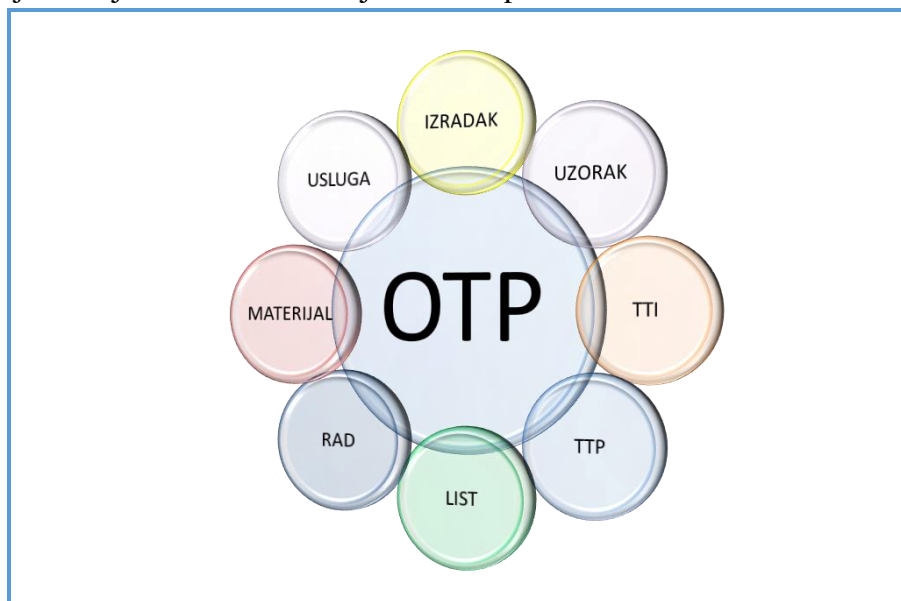 IZRADAK
USLUGA
UZORAK
OTP
MATERIJAL
TTI
RAD
TTP
LIST